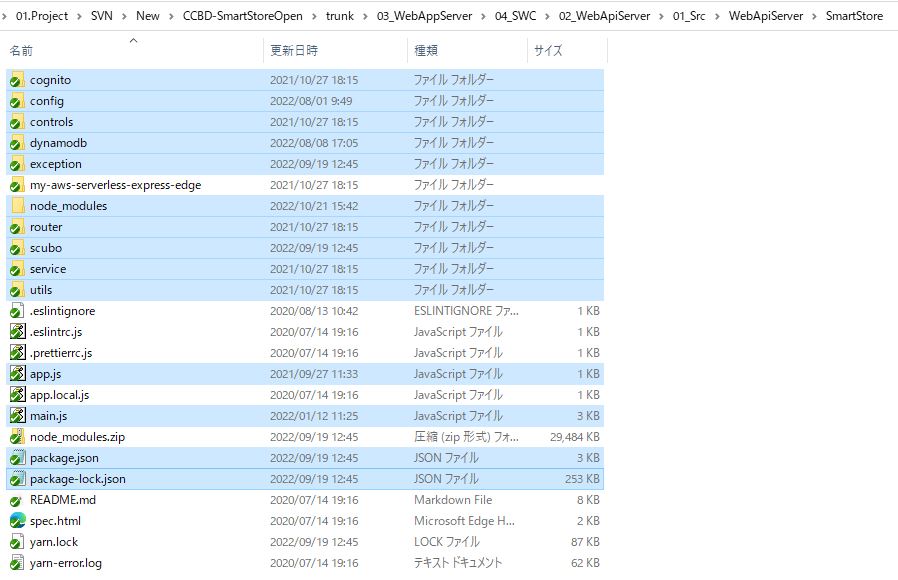 01.Project > SVN > New > CCBD-SmartStoreOpen > trunk > 03_WebAppServer > 04_SWC > 02_WebApiServer > 01_Src > WebApiServer > SmartStore
名前 更新日時 種類 サイズ
cognito 2021/10/27 18:15 ファイル フォルダー
config 2022/08/01 9:49 ファイル フォルダー
controls 2021/10/27 18:15 ファイル フォルダー
dynamodb 2022/08/08 17:05 ファイル フォルダー
exception 2022/09/19 12:45 ファイル フォルダー
my-aws-serverless-express-edge 2021/10/27 18:15 ファイル フォルダー
node_modules 2022/10/21 15:42 ファイル フォルダー
router 2021/10/27 18:15 ファイル フォルダー
scubo 2022/09/19 12:45 ファイル フォルダー
service 2021/10/27 18:15 ファイル フォルダー
utils 2021/10/27 18:15 ファイル フォルダー
.eslintignore 2020/08/13 10:42 ESLINTIGNORE ファ... 1 KB
.eslintrc.js 2020/07/14 19:16 JavaScript ファイル 1 KB
.prettierrc.js 2020/07/14 19:16 JavaScript ファイル 1 KB
app.js 2021/09/27 11:33 JavaScript ファイル 1 KB
app.local.js 2020/07/14 19:16 JavaScript ファイル 1 KB
main.js 2022/01/12 11:25 JavaScript ファイル 3 KB
node_modules.zip 2022/09/19 12:45 圧縮 (zip 形式) フォ... 29,484 KB
package.json 2022/09/19 12:45 JSON ファイル 3 KB
package-lock.json 2022/09/19 12:45 JSON ファイル 253 KB
README.md 2020/07/14 19:16 Markdown File 8 KB
spec.html 2020/07/14 19:16 Microsoft Edge H... 2 KB
yarn.lock 2022/09/19 12:45 LOCK ファイル 87 KB
yarn-error.log 2020/07/14 19:16 テキスト ドキュメント 62 KB